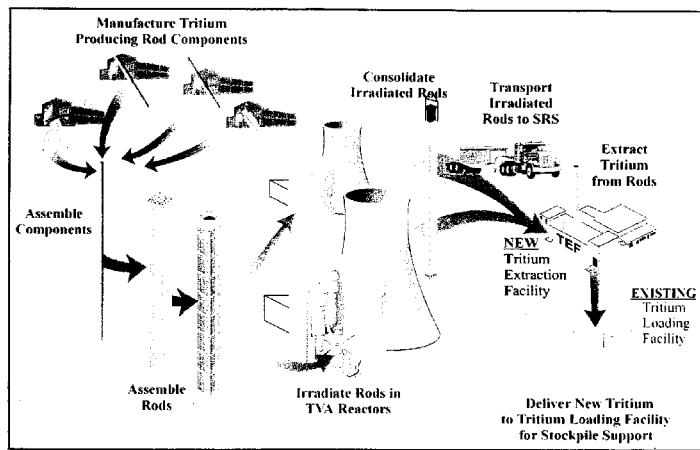 Manufacture Tritium
Producing Rod Components
Consolidate
Irradiated Rods
Transport
Irradiated
Rods to SRS
Extract
Tritium
from Rods
Assemble
Components
TEF
NEW
Tritium
Extraction
Facility
EXISTING
Tritium
Loading
Facility
Assemble
Rods
Irradiate Rods in
TVA Reactors
Deliver New Tritium
to Tritium Loading Facility
for Stockpile Support